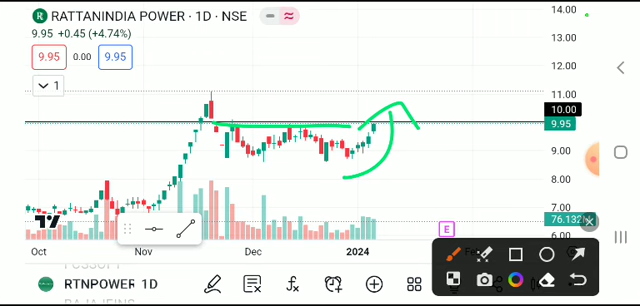 RATTANINDIA POWER · 1D · NSE
9.95 +0.45 (+4.74%)
9.95 0.00 9.95
1
14.00
13.00
12.00
11.00
10.00
9.95
9.00
8.00
7.00
76.132
6.00
E
Oct Nov Dec 2024 Fe
RTNPOWER 1D